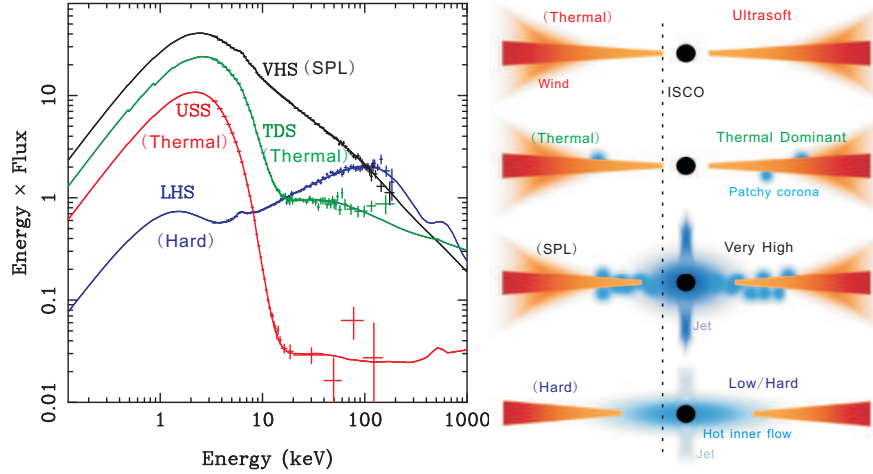 Energy × Flux
10
1
0.1
0.01
VHS (SPL)
USS
(Thermal)
TDS
(Thermal)
LHS
(Hard)
1 10 100 1000
Energy (keV)
(Thermal) Ultrasoft
Wind
ISCO
(Thermal) Thermal Dominant
Patchy corona
(SPL) Very High
Jet
(Hard) Low/Hard
Hot inner flow
Jet